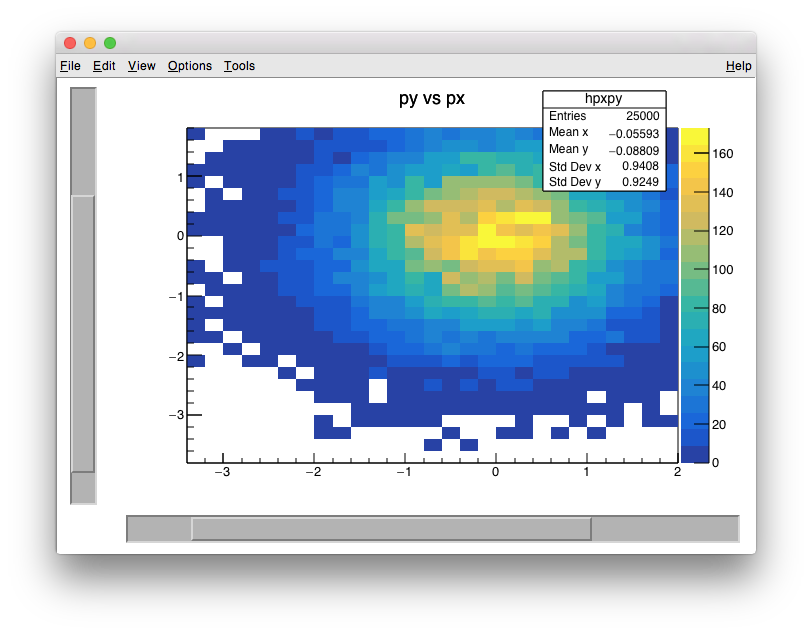 File Edit View Options Tools Help
py vs px
hpxpy
Entries 25000
Mean x −0.05593
Mean y −0.08809
Std Dev x 0.9408
Std Dev y 0.9249
1
0
−1
−2
−3
−3 −2 −1 0 1 2
160
140
120
100
80
60
40
20
0